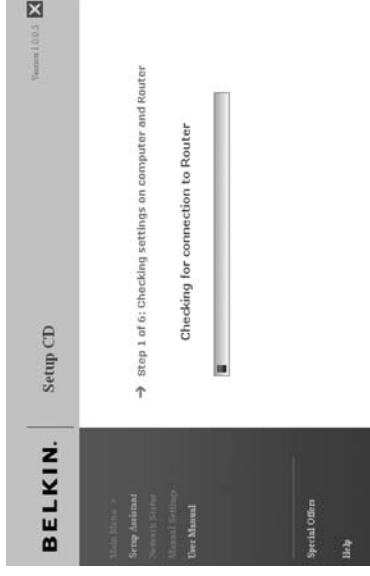 BELKIN.
Setup CD
Version 1.0.0.5
Main Menu >
Setup Assistant
Network Status
Manual Settings
User Manual
Special Offers
Help
→ Step 1 of 6: Checking settings on computer and Router
Checking for connection to Router